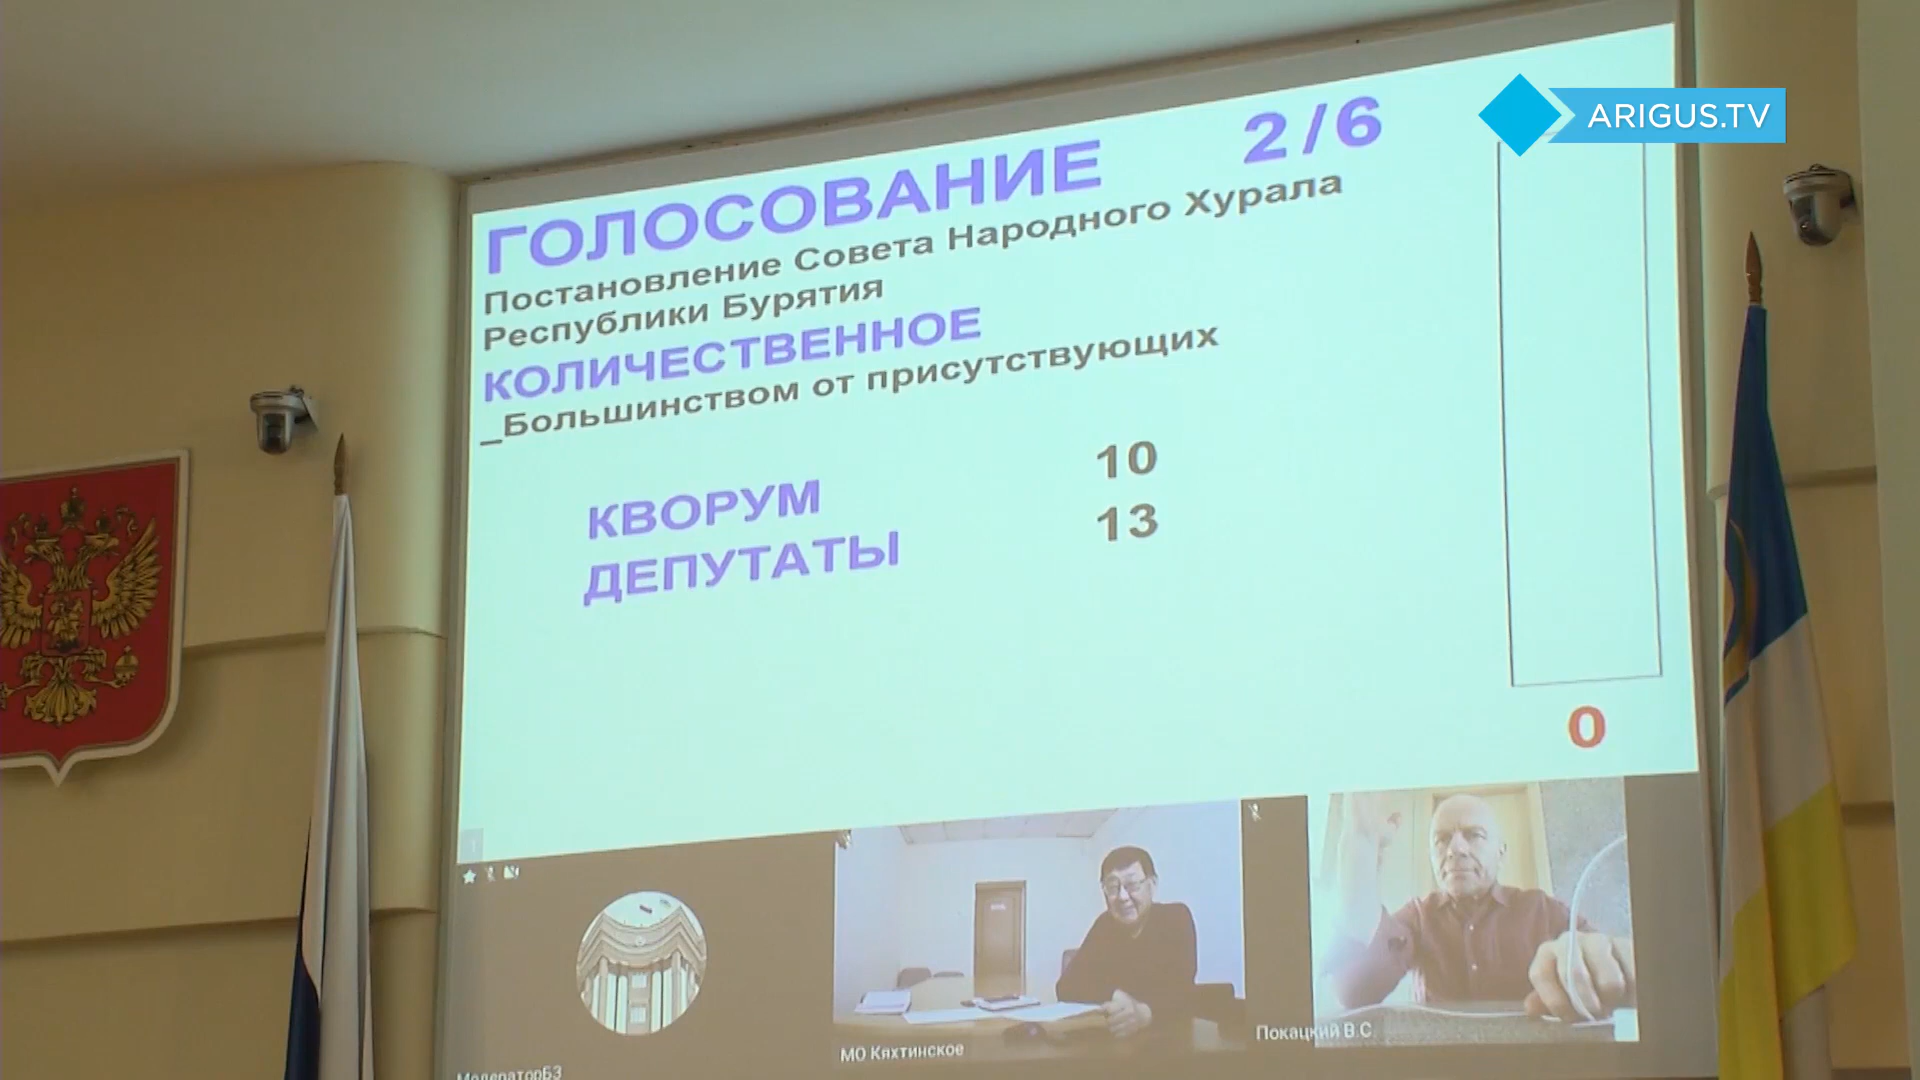 ARIGUS.TV
ГОЛОСОВАНИЕ 2/6
Постановление Совета Народного Хурала
Республики Бурятия
КОЛИЧЕСТВЕННОЕ
_Большинством от присутствующих
КВОРУМ 10
ДЕПУТАТЫ 13
0
МО Кяхтинское
Покацкий В.С.
МодераторБЗ